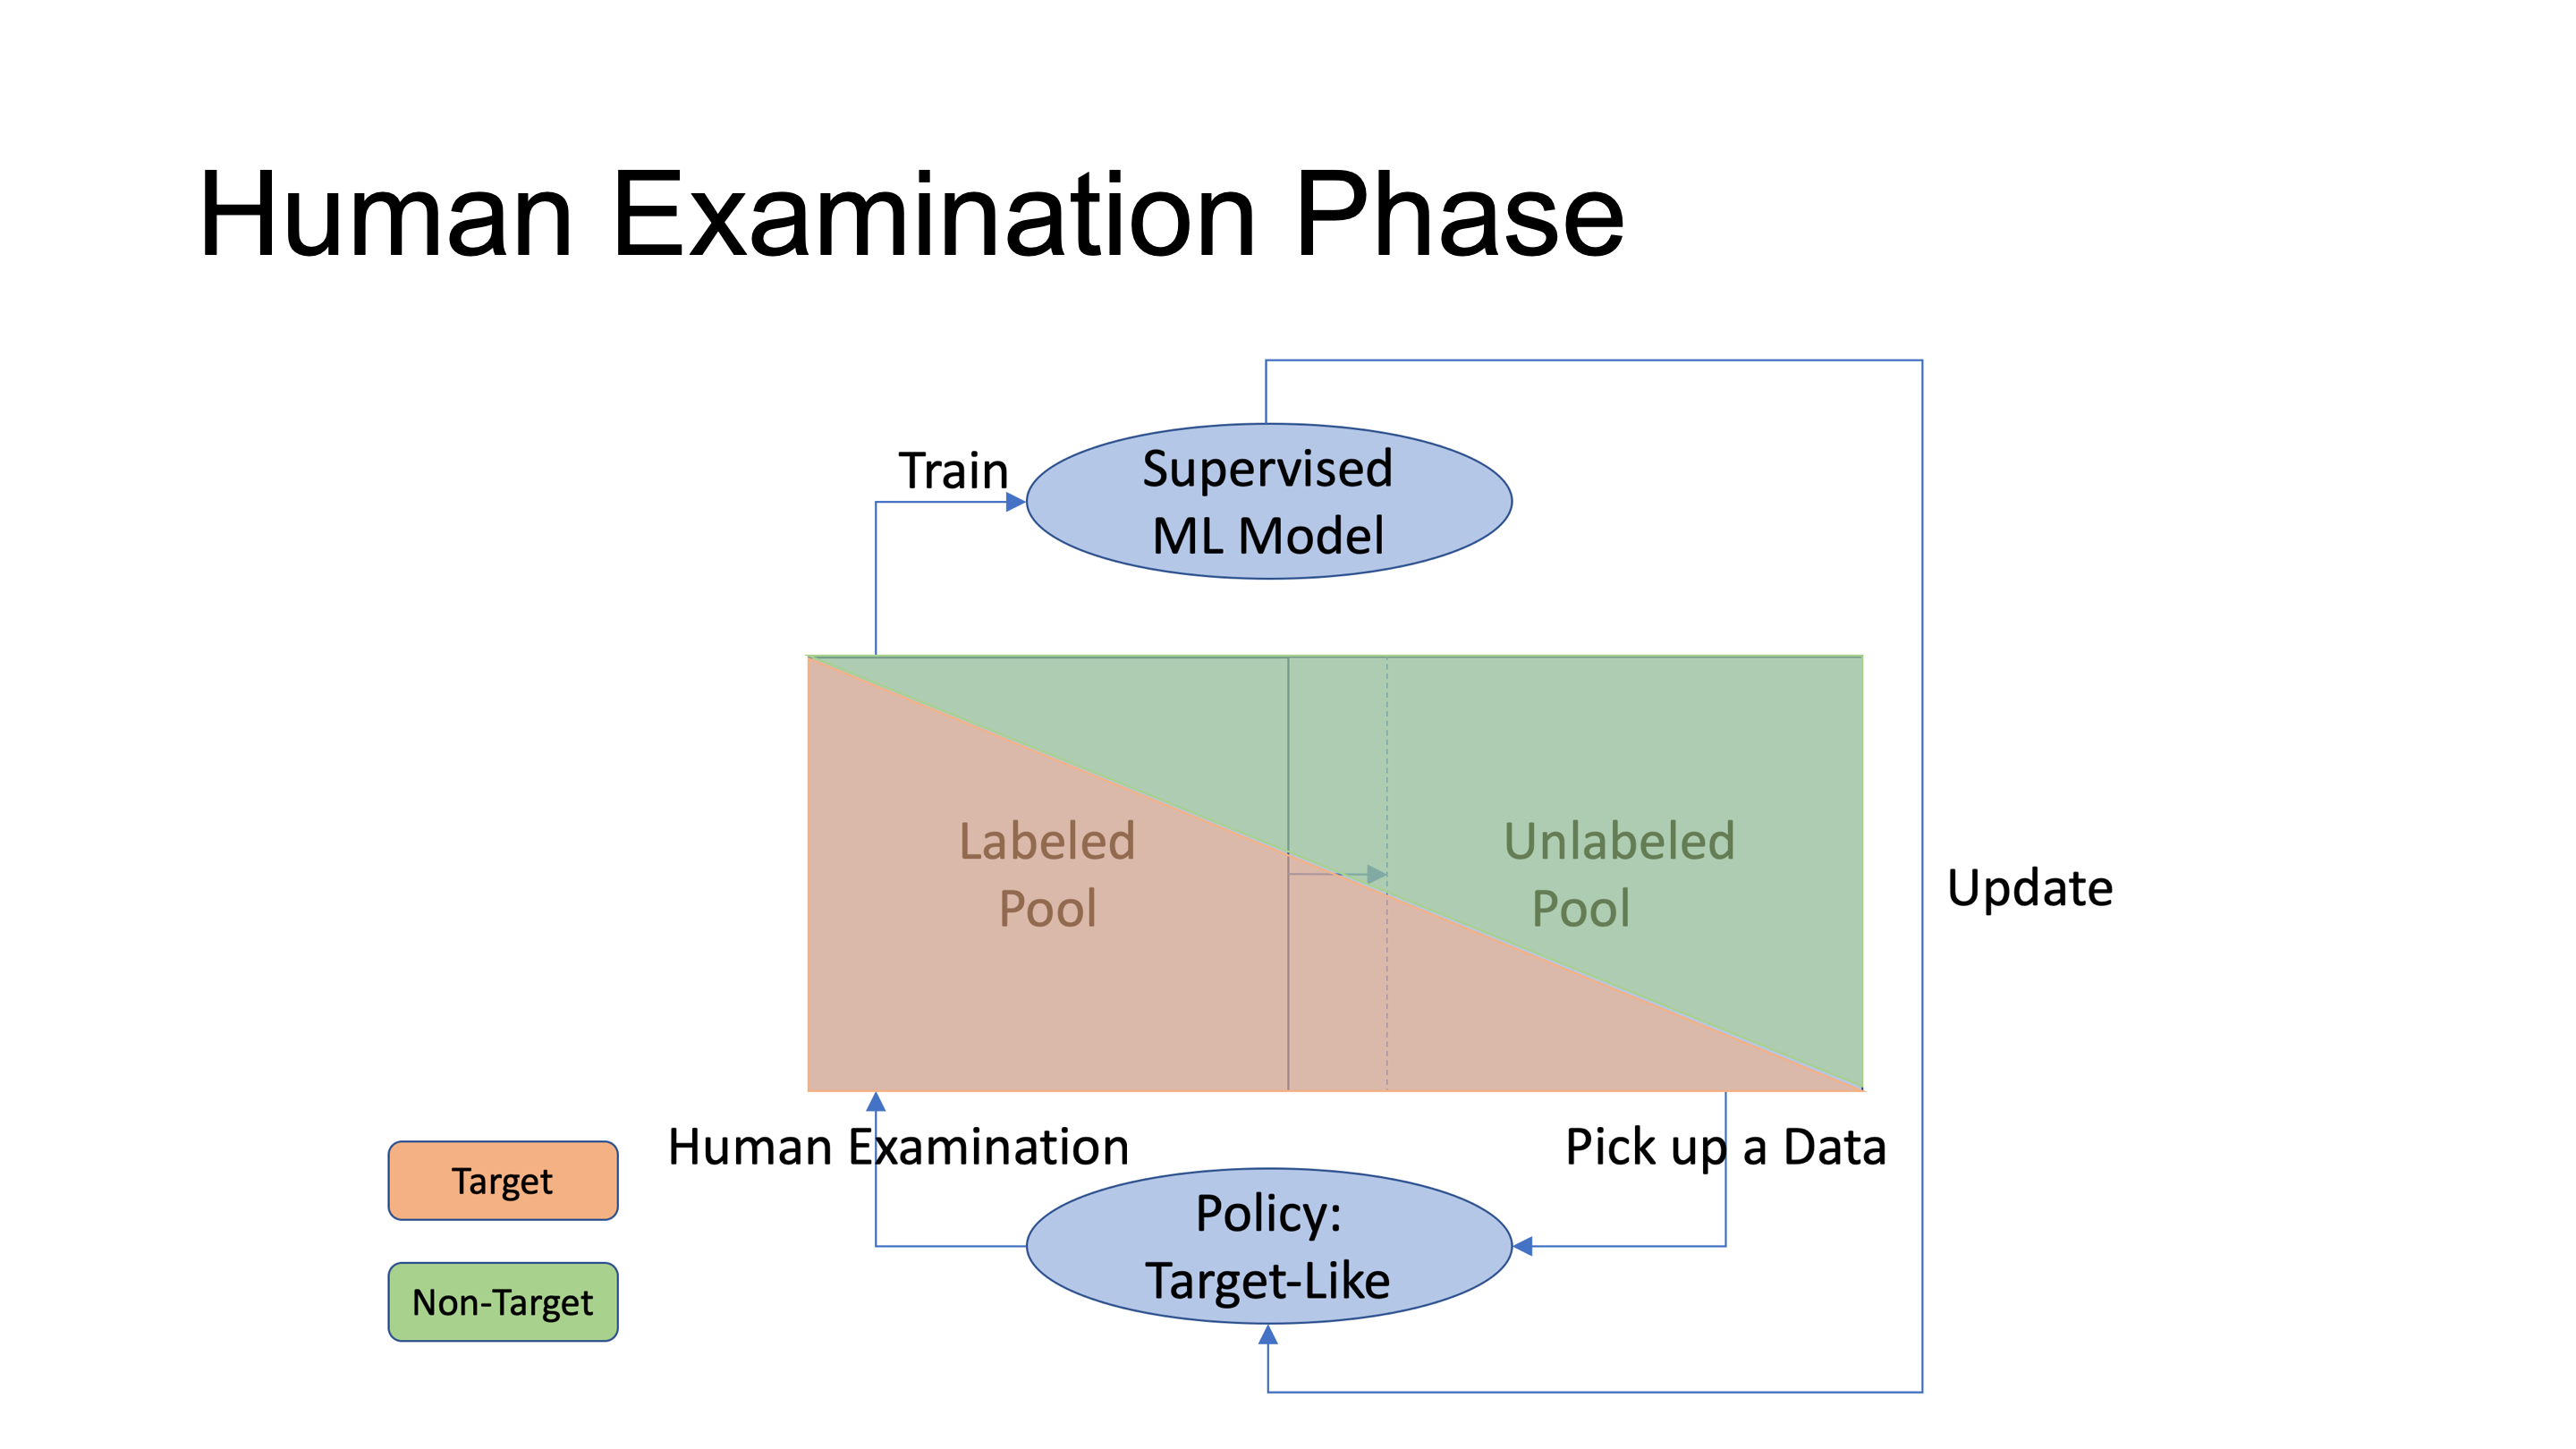 Human Examination Phase
Train
Supervised
ML Model
Labeled
Pool
Unlabeled
Pool
Update
Human Examination
Pick up a Data
Target
Policy:
Target-Like
Non-Target